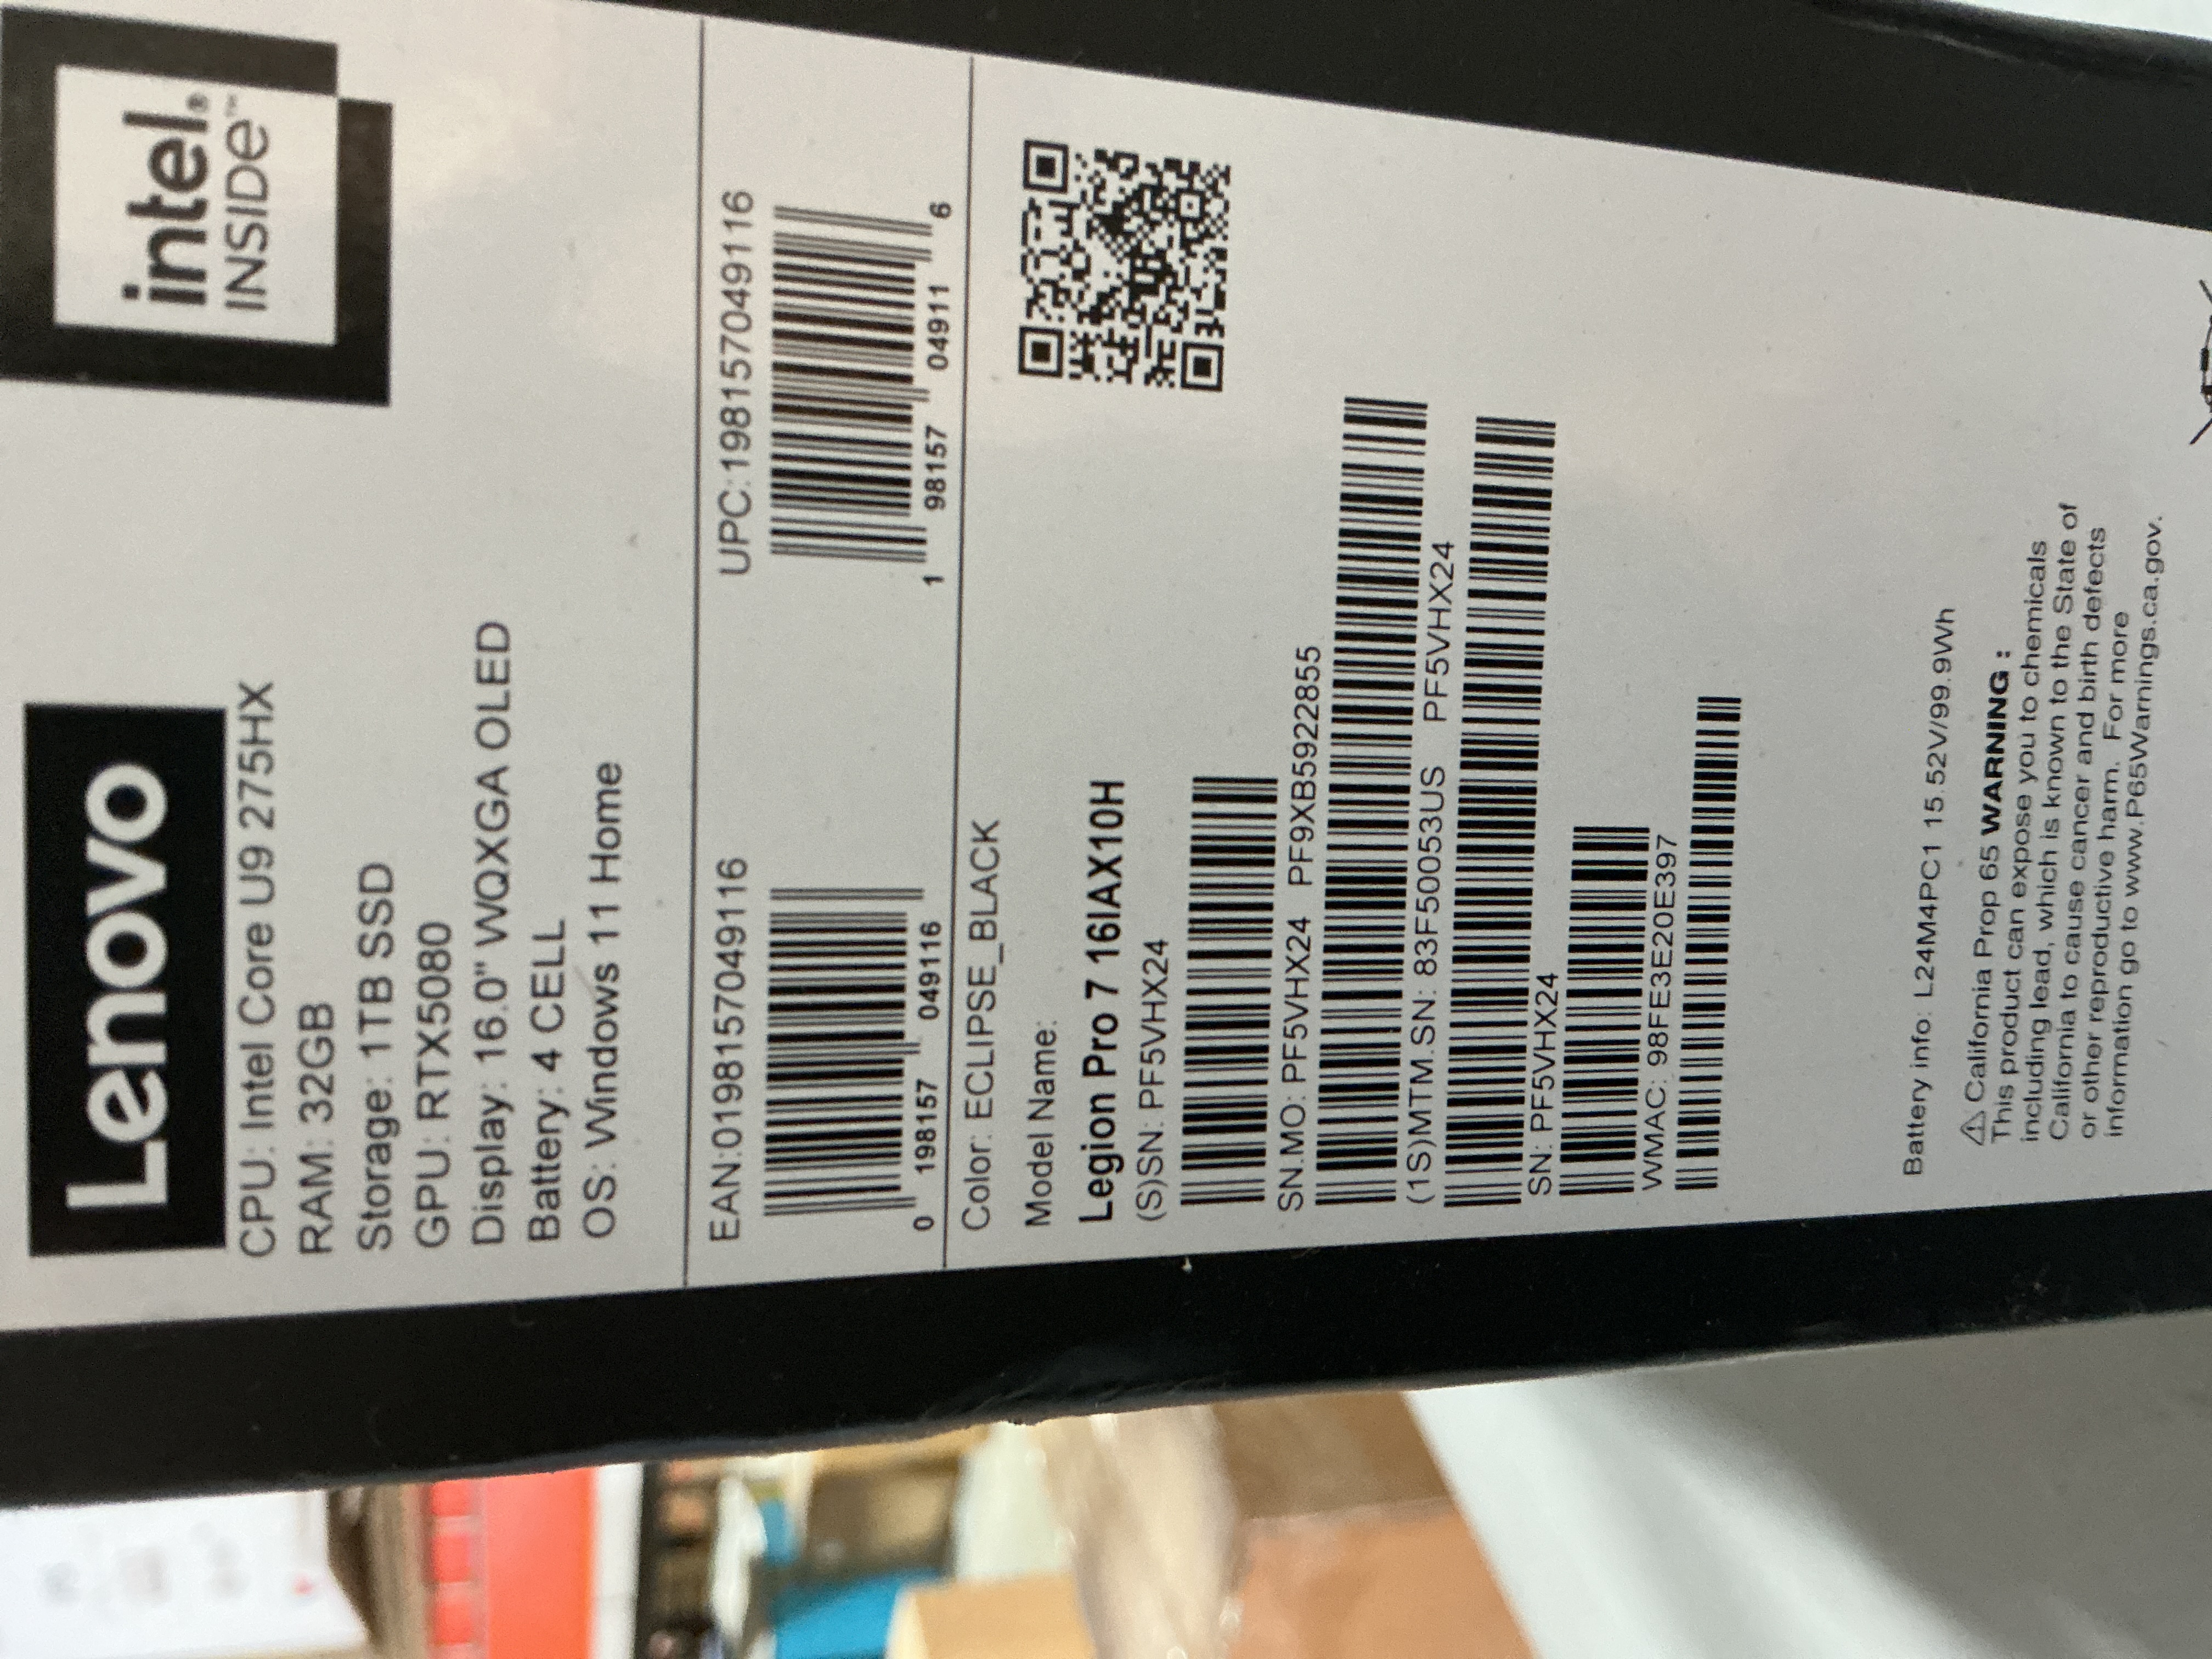 Lenovo
intel®
INSIDE™
CPU: Intel Core U9 275HX
RAM: 32GB
Storage: 1TB SSD
GPU: RTX5080
Display: 16.0" WQXGA OLED
Battery: 4 CELL
OS: Windows 11 Home
EAN:0198157049116
0 198157 049116
UPC:198157049116
1 98157 04911 6
Color: ECLIPSE_BLACK
Model Name:
Legion Pro 7 16IAX10H
(S)SN: PF5VHX24
SN.MO: PF5VHX24 PF9XB5922855
(1S)MTM.SN: 83F50053US PF5VHX24
SN: PF5VHX24
WMAC: 98FE3E20E397
Battery info: L24M4PC1 15.52V/99.9Wh
⚠ California Prop 65 WARNING :
This product can expose you to chemicals
including lead, which is known to the State of
California to cause cancer and birth defects
or other reproductive harm. For more
information go to www.P65Warnings.ca.gov.